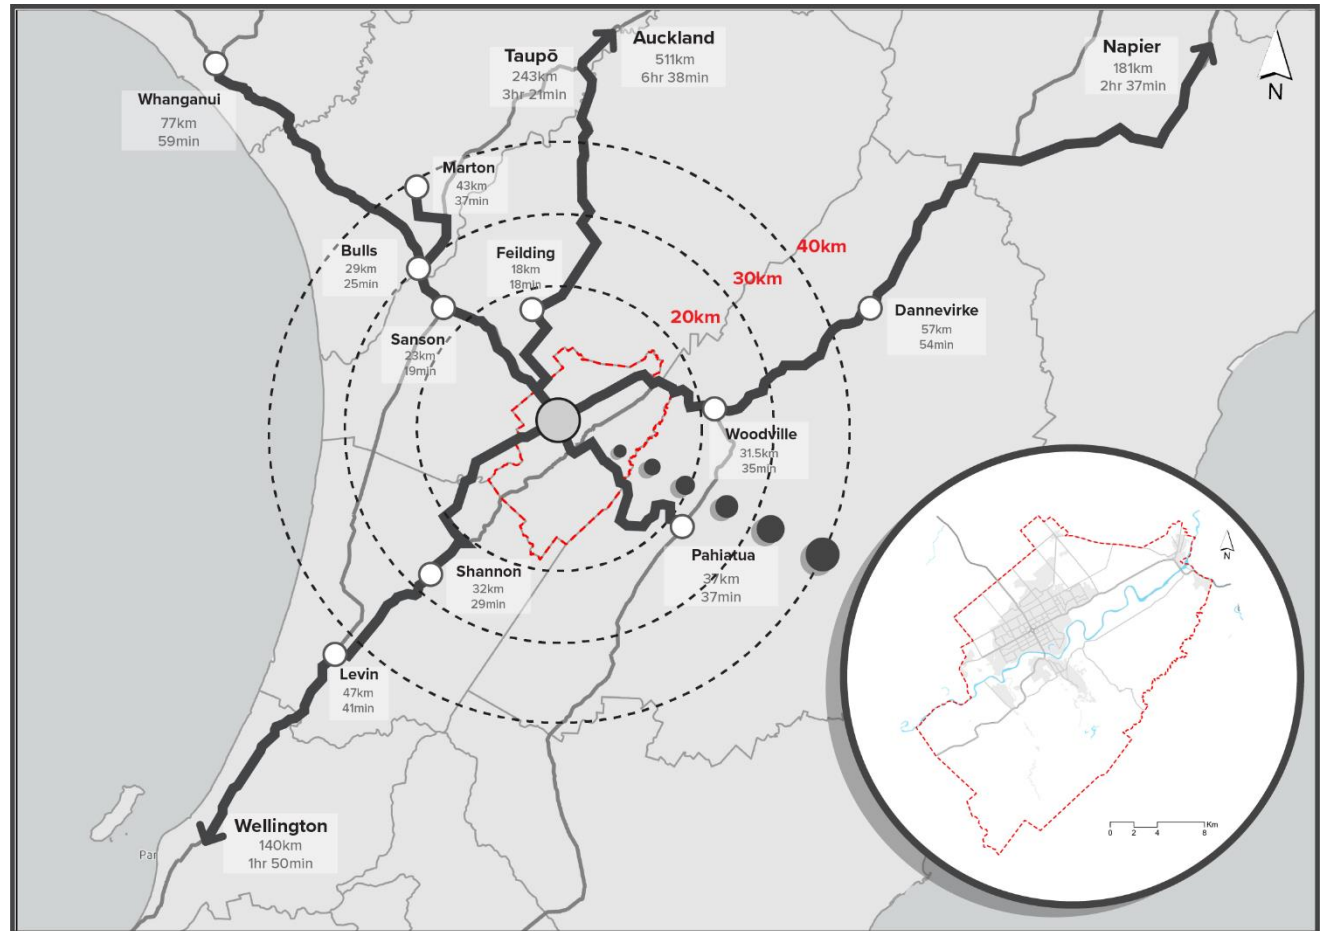 Auckland
511km
6hr 38min
Taupō
243km
3hr 21min
Napier
181km
2hr 37min
N
Whanganui
77km
59min
Marton
43km
37min
Bulls
29km
25min
Feilding
18km
18min
40km
30km
20km
Sanson
23km
19min
Dannevirke
57km
54min
Woodville
31.5km
35min
Pahiatua
37km
37min
Shannon
32km
29min
Levin
47km
41min
Wellington
140km
1hr 50min
Par
N
Km
0 2 4 8